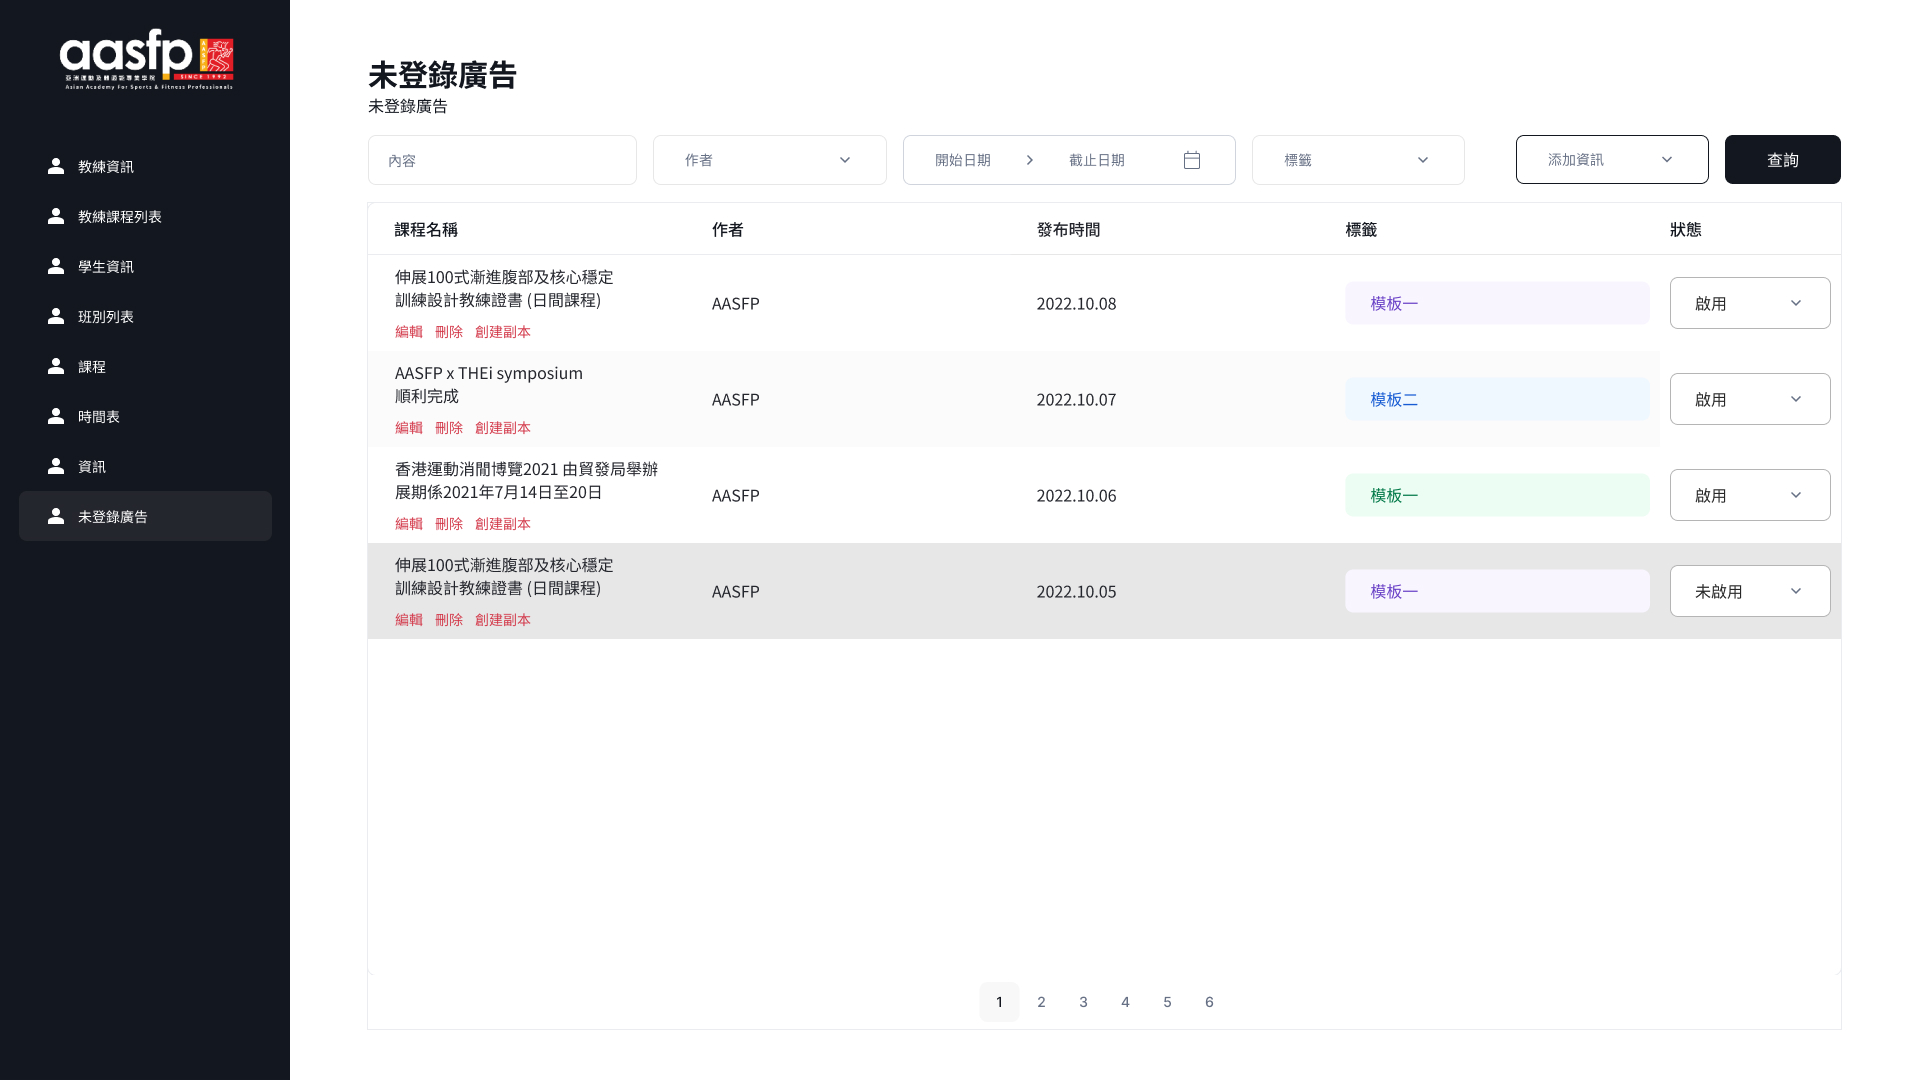 aasfp
亞洲運動及體適能專業學院
SINCE 1992
Asian Academy For Sports & Fitness Professionals
教練資訊
教練課程列表
學生資訊
班別列表
課程
時間表
資訊
未登錄廣告
未登錄廣告
未登錄廣告
內容
作者
開始日期
截止日期
標籤
添加資訊
查詢
課程名稱 作者 發布時間 標籤 狀態
伸展100式漸進腹部及核心穩定
訓練設計教練證書 (日間課程)
編輯 刪除 創建副本
AASFP
2022.10.08
模板一
啟用
AASFP x THEi symposium
順利完成
編輯 刪除 創建副本
AASFP
2022.10.07
模板二
啟用
香港運動消閒博覽2021 由貿發局舉辦
展期係2021年7月14日至20日
編輯 刪除 創建副本
AASFP
2022.10.06
模板一
啟用
伸展100式漸進腹部及核心穩定
訓練設計教練證書 (日間課程)
編輯 刪除 創建副本
AASFP
2022.10.05
模板一
未啟用
1 2 3 4 5 6